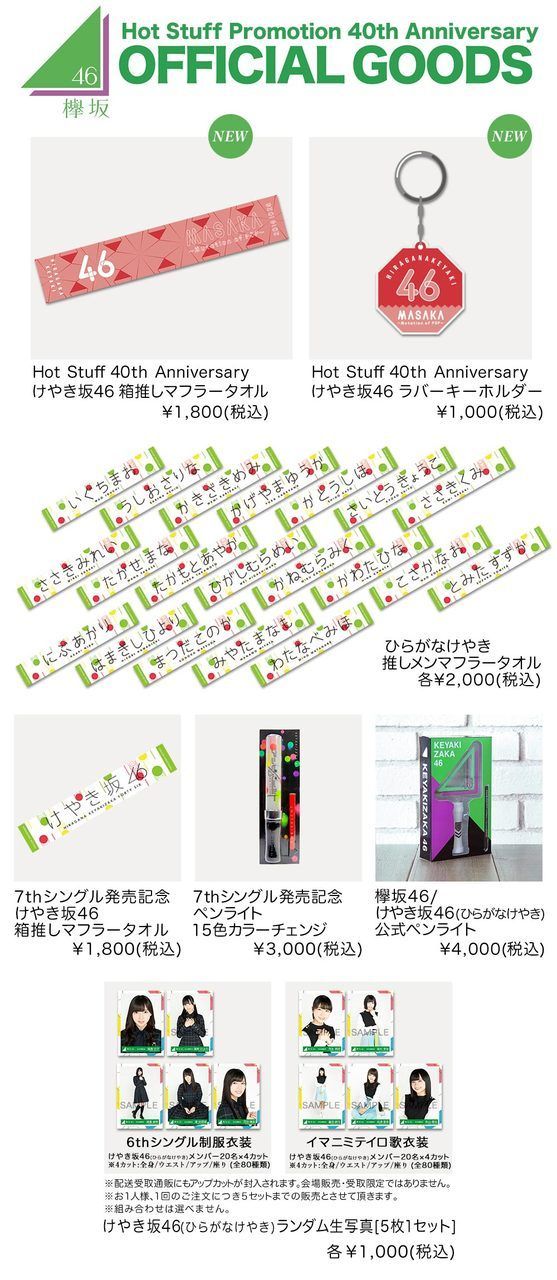 46
欅坂
Hot Stuff Promotion 40th Anniversary
OFFICIAL GOODS
NEW
NEW
46
MASAKA
HIRAGANAKEYAKI
46
MASAKA
~Mutation of POP~
Hot Stuff 40th Anniversary
けやき坂46 箱推しマフラータオル
¥1,800(税込)
Hot Stuff 40th Anniversary
けやき坂46 ラバーキーホルダー
¥1,000(税込)
いぐちまお
うしおさりな
かきざきめみ
かげやまゆうか
かとうしほ
さいとうきょうこ
ささきくみ
ささきみれい
たかせまな
たかもとあやか
ひがしむらめい
かねむらみく
かわたひな
こさかなお
とみたすずか
にぶあかり
はまぎしひより
まつだこのか
みやたまなも
わたなべみほ
ひらがなけやき
推しメンマフラータオル
各¥2,000(税込)
けやき坂46
7thシングル発売記念
けやき坂46
箱推しマフラータオル
¥1,800(税込)
7thシングル発売記念
ペンライト
15色カラーチェンジ
¥3,000(税込)
KEYAKI
ZAKA
46
KEYAKIZAKA 46
欅坂46/
けやき坂46(ひらがなけやき)
公式ペンライト
¥4,000(税込)
SAMPLE
SAMPLE
SAMPLE
SAMPLE
6thシングル制服衣装
けやき坂46(ひらがなけやき)メンバー20名×4カット
※4カット:全身/ウエスト/アップ/座り (全80種類)
イマニミテイロ歌衣装
けやき坂46(ひらがなけやき)メンバー20名×4カット
※4カット:全身/ウエスト/アップ/座り (全80種類)
※配送受取通販にもアップカットが封入されます。会場販売・受取限定ではありません。
※お1人様、1回のご注文につき5セットまでの販売とさせて頂きます。
※組み合わせは選べません。
けやき坂46(ひらがなけやき)ランダム生写真[5枚1セット]
各¥1,000(税込)